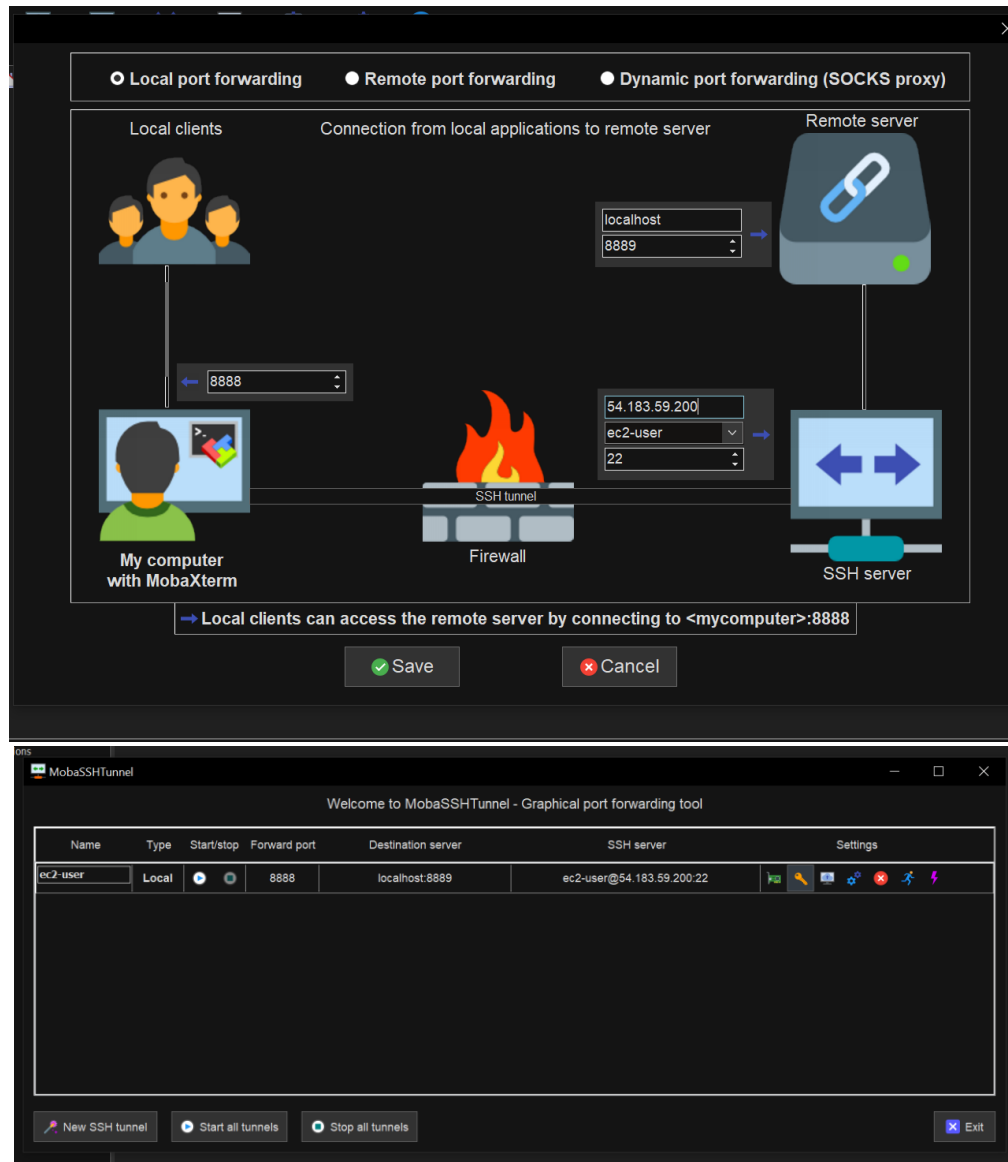 Local port forwarding Remote port forwarding Dynamic port forwarding (SOCKS proxy)
Local clients Connection from local applications to remote server Remote server
localhost
8889
8888
54.183.59.200
ec2-user
22
>_
SSH tunnel
Firewall
My computer
with MobaXterm
SSH server
Local clients can access the remote server by connecting to <mycomputer>:8888
Save Cancel
ons
MobaSSHTunnel
Welcome to MobaSSHTunnel - Graphical port forwarding tool
Name Type Start/stop Forward port Destination server SSH server Settings
ec2-user Local 8888 localhost:8889 ec2-user@54.183.59.200:22
New SSH tunnel Start all tunnels Stop all tunnels Exit